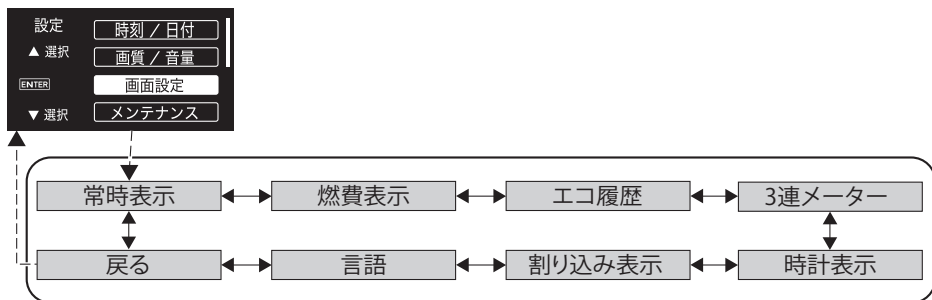 設定
時刻 / 日付
▲ 選択
画質 / 音量
ENTER
画面設定
▼ 選択
メンテナンス
常時表示
燃費表示
エコ履歴
3連メーター
戻る
言語
割り込み表示
時計表示